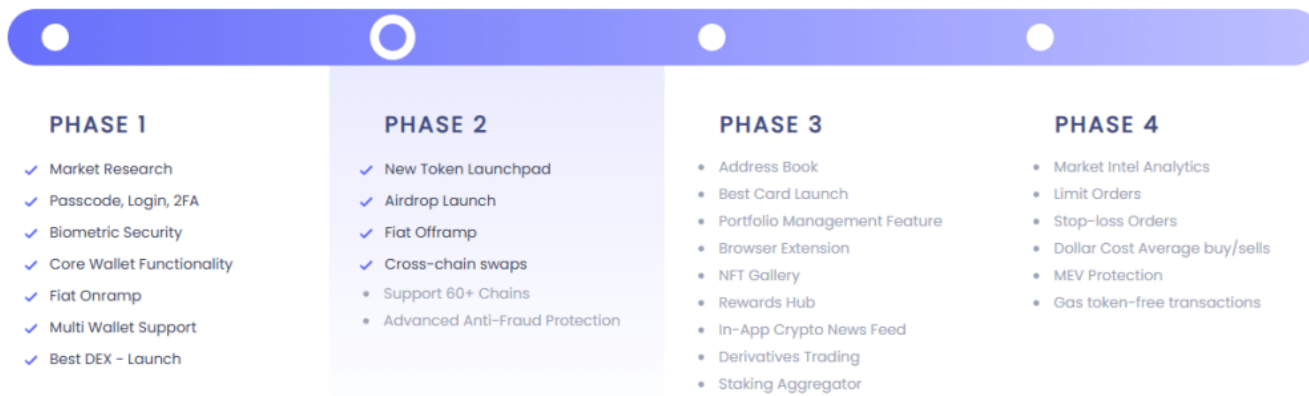 PHASE 1
Market Research
Passcode, Login, 2FA
Biometric Security
Core Wallet Functionality
Fiat Onramp
Multi Wallet Support
Best DEX - Launch
PHASE 2
New Token Launchpad
Airdrop Launch
Fiat Offramp
Cross-chain swaps
Support 60+ Chains
Advanced Anti-Fraud Protection
PHASE 3
Address Book
Best Card Launch
Portfolio Management Feature
Browser Extension
NFT Gallery
Rewards Hub
In-App Crypto News Feed
Derivatives Trading
Staking Aggregator
PHASE 4
Market Intel Analytics
Limit Orders
Stop-loss Orders
Dollar Cost Average buy/sells
MEV Protection
Gas token-free transactions